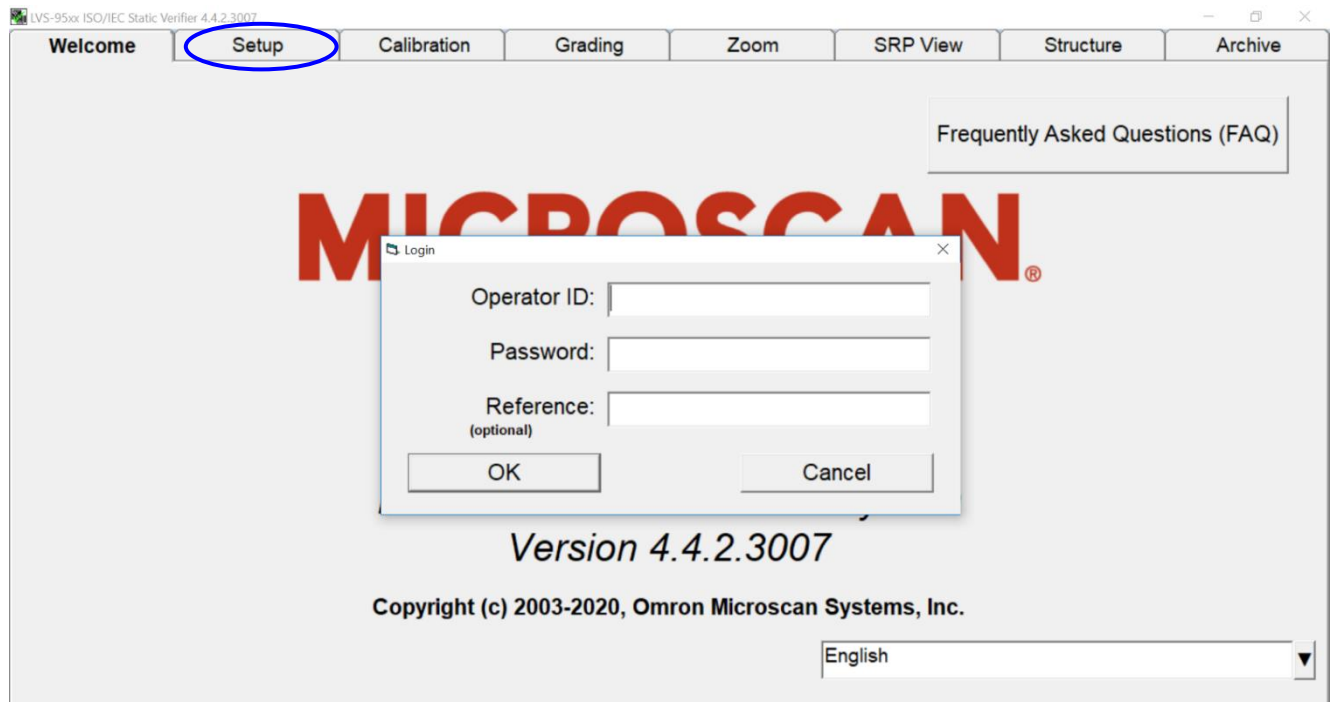 LVS-95xx ISO/IEC Static Verifier 4.4.2.3007
Welcome Setup Calibration Grading Zoom SRP View Structure Archive
Frequently Asked Questions (FAQ)
MICROSCAN®
Login
Operator ID:
Password:
Reference:
(optional)
OK Cancel
Version 4.4.2.3007
Copyright (c) 2003-2020, Omron Microscan Systems, Inc.
English